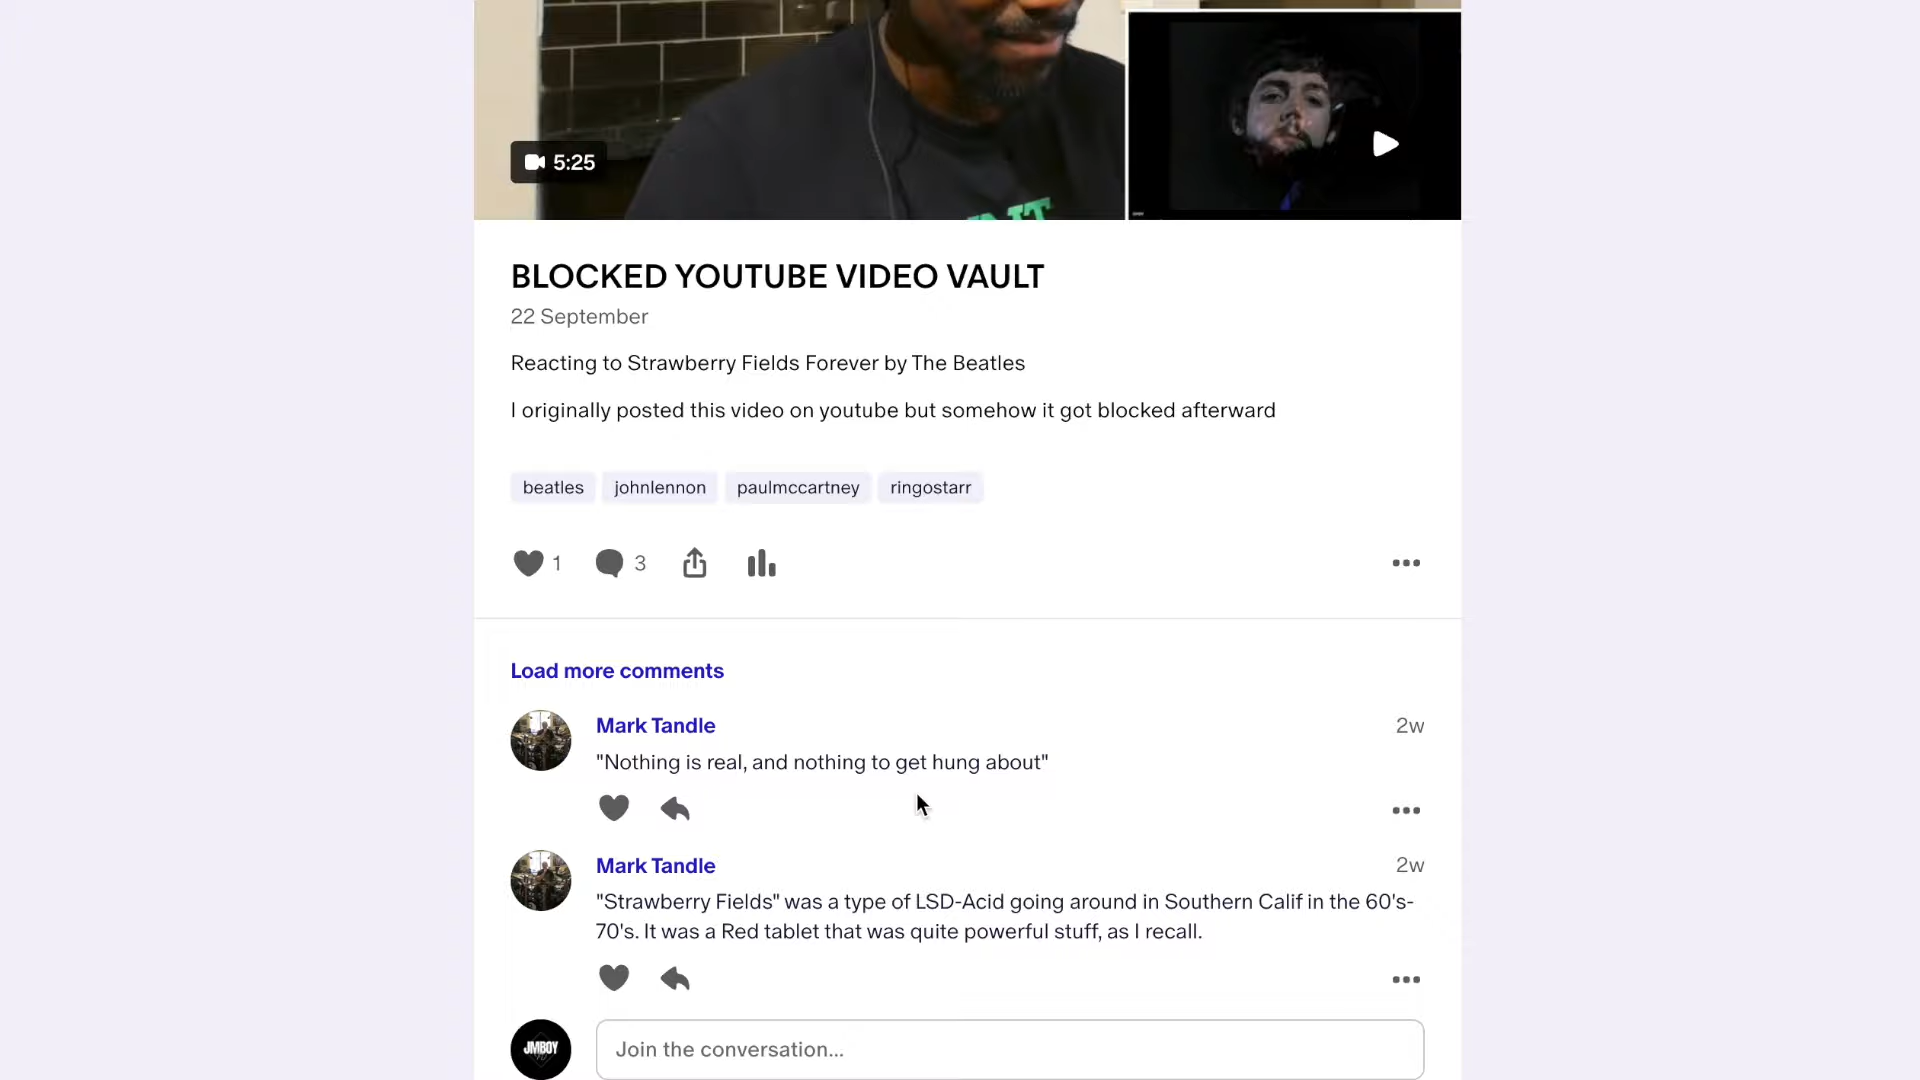 5:25
BLOCKED YOUTUBE VIDEO VAULT
22 September
Reacting to Strawberry Fields Forever by The Beatles
I originally posted this video on youtube but somehow it got blocked afterward
beatles johnlennon paulmccartney ringostarr
1 3
Load more comments
Mark Tandle 2w
"Nothing is real, and nothing to get hung about"
Mark Tandle 2w
"Strawberry Fields" was a type of LSD-Acid going around in Southern Calif in the 60's-
70's. It was a Red tablet that was quite powerful stuff, as I recall.
JMBOY
Join the conversation...